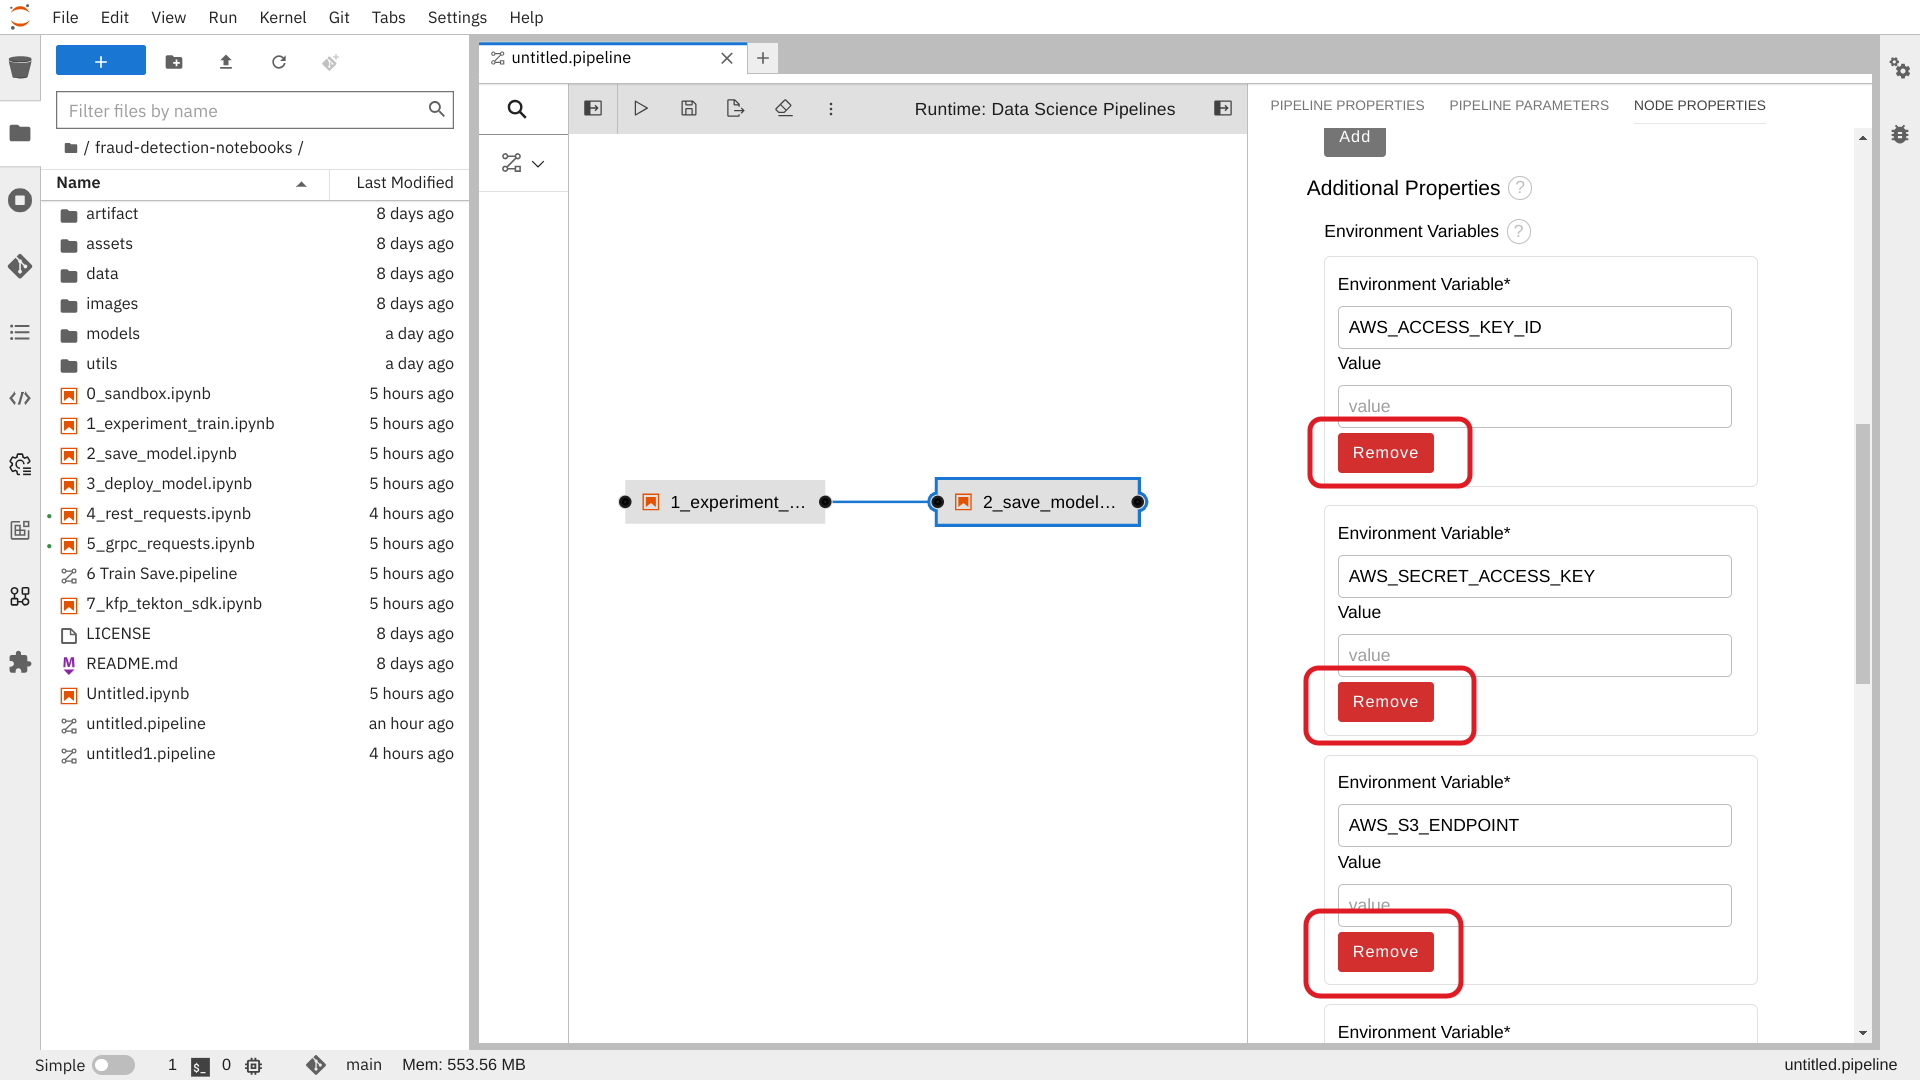 File Edit View Run Kernel Git Tabs Settings Help
untitled.pipeline
Filter files by name
/ fraud-detection-notebooks /
Name Last Modified
artifact 8 days ago
assets 8 days ago
data 8 days ago
images 8 days ago
models a day ago
utils a day ago
0_sandbox.ipynb 5 hours ago
1_experiment_train.ipynb 5 hours ago
2_save_model.ipynb 5 hours ago
3_deploy_model.ipynb 5 hours ago
4_rest_requests.ipynb 4 hours ago
5_grpc_requests.ipynb 5 hours ago
6 Train Save.pipeline 5 hours ago
7_kfp_tekton_sdk.ipynb 5 hours ago
LICENSE 8 days ago
README.md 8 days ago
Untitled.ipynb 5 hours ago
untitled.pipeline an hour ago
untitled1.pipeline 4 hours ago
Runtime: Data Science Pipelines
1_experiment_...
2_save_model...
PIPELINE PROPERTIES PIPELINE PARAMETERS NODE PROPERTIES
Add
Additional Properties ?
Environment Variables ?
Environment Variable*
AWS_ACCESS_KEY_ID
Value
value
Remove
Environment Variable*
AWS_SECRET_ACCESS_KEY
Value
value
Remove
Environment Variable*
AWS_S3_ENDPOINT
Value
value
Remove
Environment Variable*
Simple 1 $_ 0 main Mem: 553.56 MB untitled.pipeline